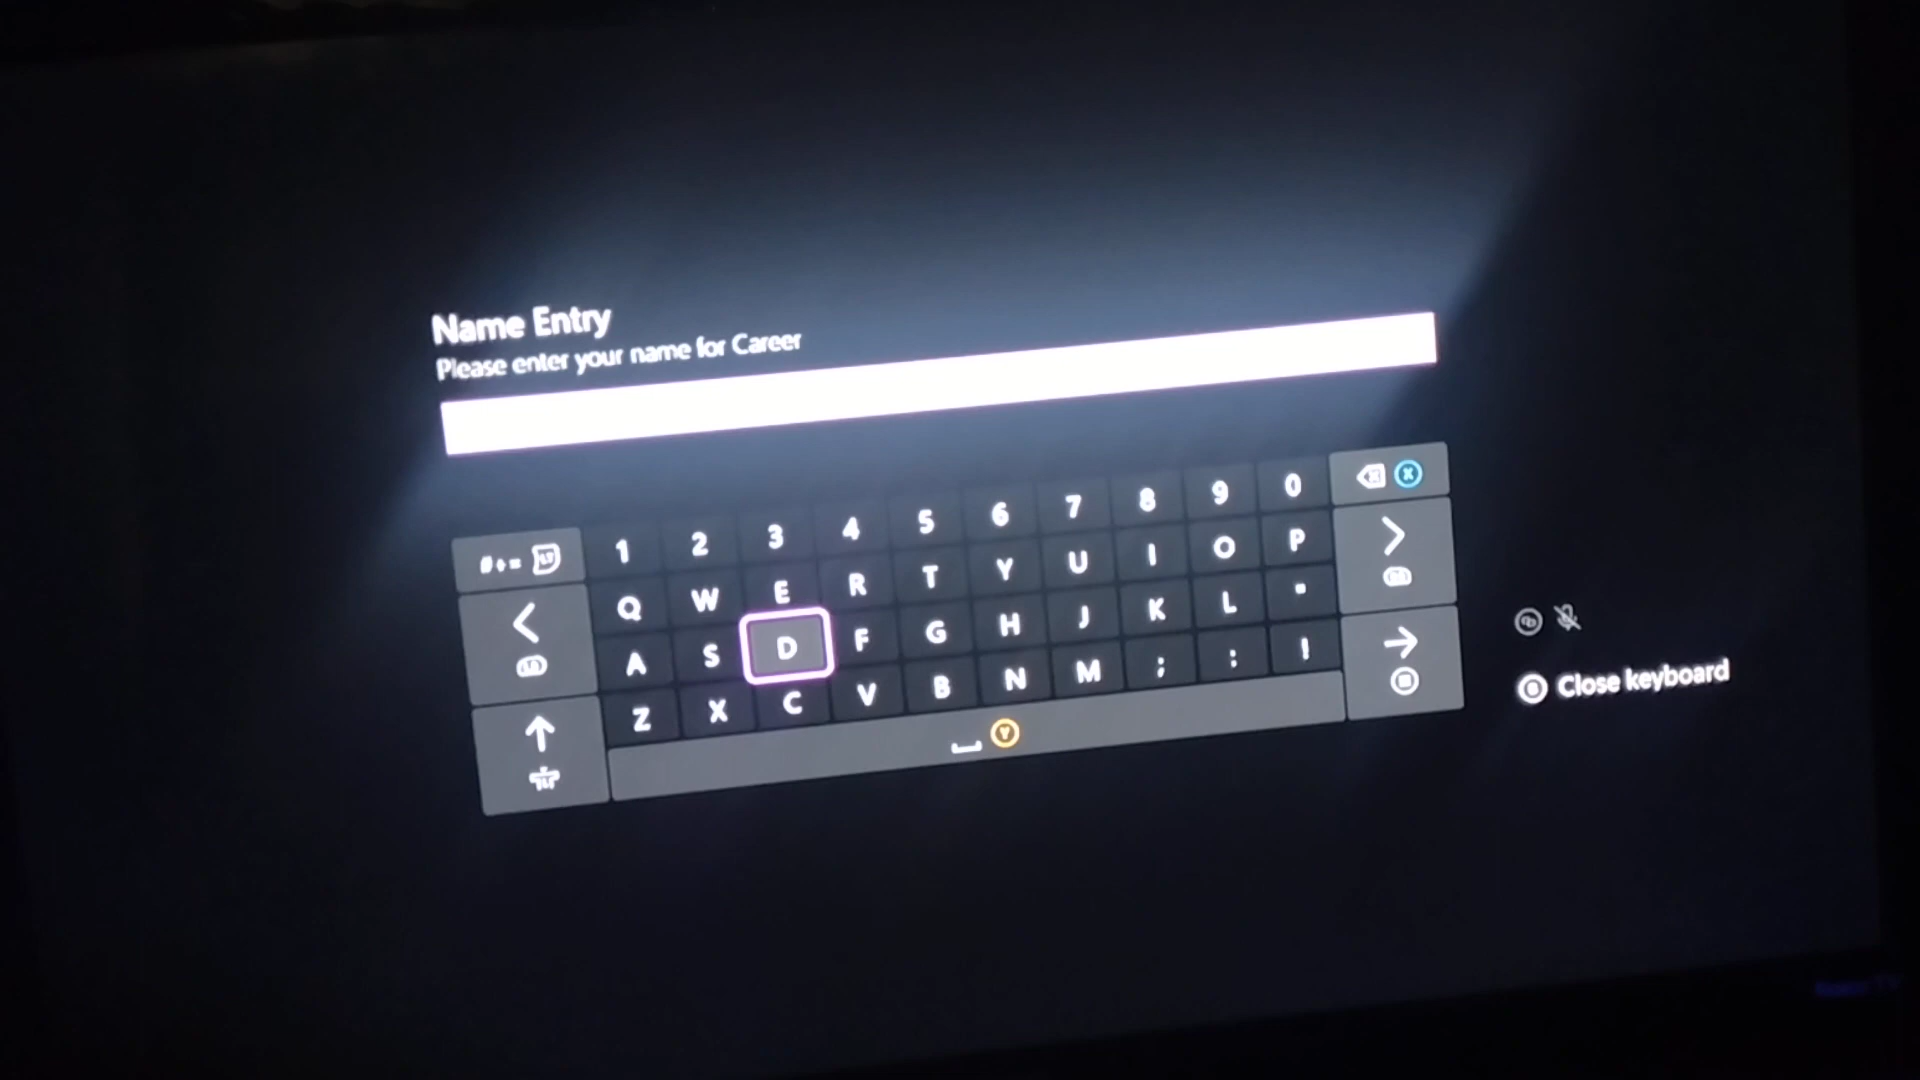 Name Entry
Please enter your name for Career
1 2 3 4 5 6 7 8 9 0 X
#+= LT Q W E R T Y U I O P
A S D F G H J K L "
Z X C V B N M ; : !
Y
Close keyboard